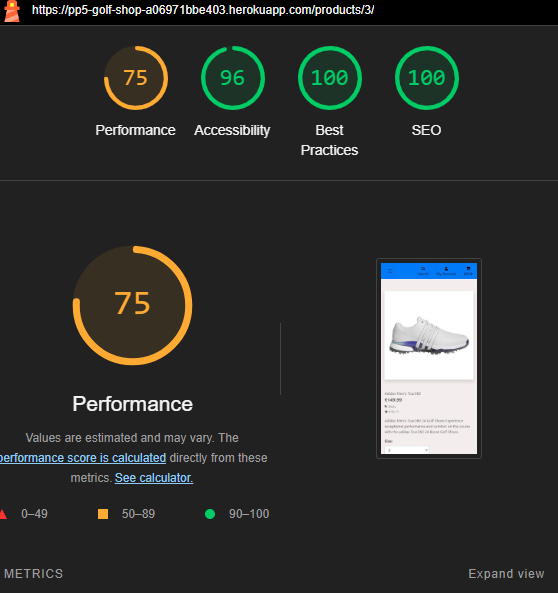 https://pp5-golf-shop-a06971bbe403.herokuapp.com/products/3/
75
96
100
100
Performance
Accessibility
Best
Practices
SEO
75
Performance
Values are estimated and may vary. The
performance score is calculated directly from these
metrics. See calculator.
0–49
50–89
90–100
METRICS
Expand view